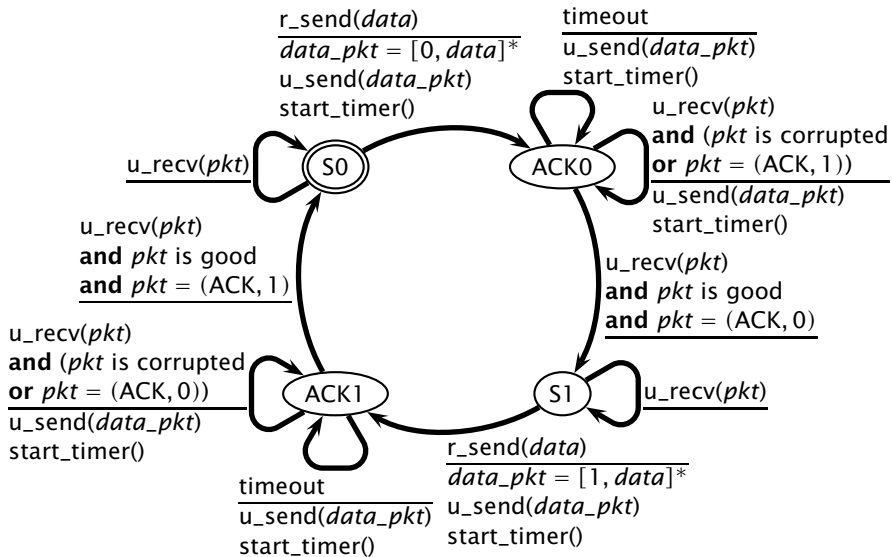 r_send(data)
data_pkt = [0, data]*
u_send(data_pkt)
start_timer()
timeout
u_send(data_pkt)
start_timer()
u_recv(pkt)
and (pkt is corrupted
or pkt = (ACK, 1))
u_send(data_pkt)
start_timer()
u_recv(pkt)
S0
ACK0
u_recv(pkt)
and pkt is good
and pkt = (ACK, 1)
u_recv(pkt)
and pkt is good
and pkt = (ACK, 0)
u_recv(pkt)
and (pkt is corrupted
or pkt = (ACK, 0))
u_send(data_pkt)
start_timer()
ACK1
S1
u_recv(pkt)
timeout
u_send(data_pkt)
start_timer()
r_send(data)
data_pkt = [1, data]*
u_send(data_pkt)
start_timer()